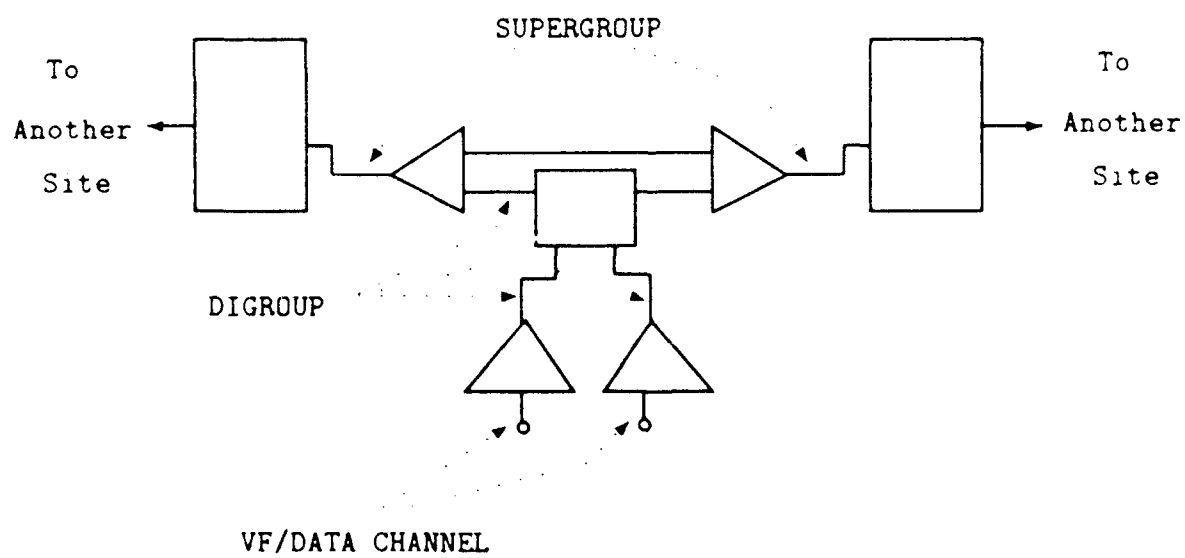 SUPERGROUP
To
Another
Site
To
Another
Site
DIGROUP
VF/DATA CHANNEL